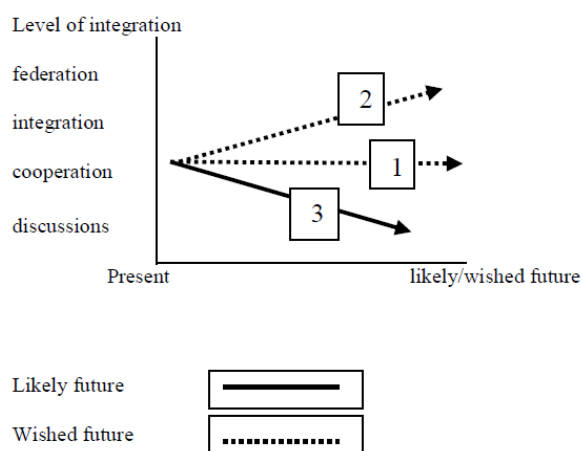 Level of integration
federation
2
integration
1
cooperation
3
discussions
Present likely/wished future
Likely future
Wished future